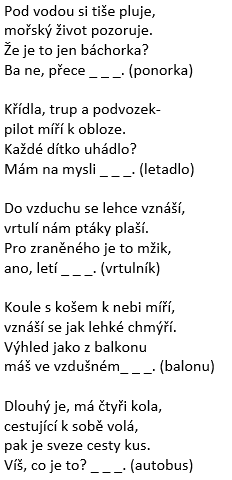 Pod vodou si tiše pluje,
mořský život pozoruje.
Že je to jen báchorka?
Ba ne, přece _ _ _. (ponorka)

Křídla, trup a podvozek-
pilot míří k obloze.
Každé dítko uhádlo?
Mám na mysli _ _ _. (letadlo)

Do vzduchu se lehce vznáší,
vrtulí nám ptáky plaší.
Pro zraněného je to mžik,
ano, letí _ _ _. (vrtulník)

Koule s košem k nebi míří,
vznáší se jak lehké chmýří.
Výhled jako z balkonu
máš ve vzdušném_ _ _. (balonu)

Dlouhý je, má čtyři kola,
cestující k sobě volá,
pak je sveze cesty kus.
Víš, co je to? _ _ _. (autobus)